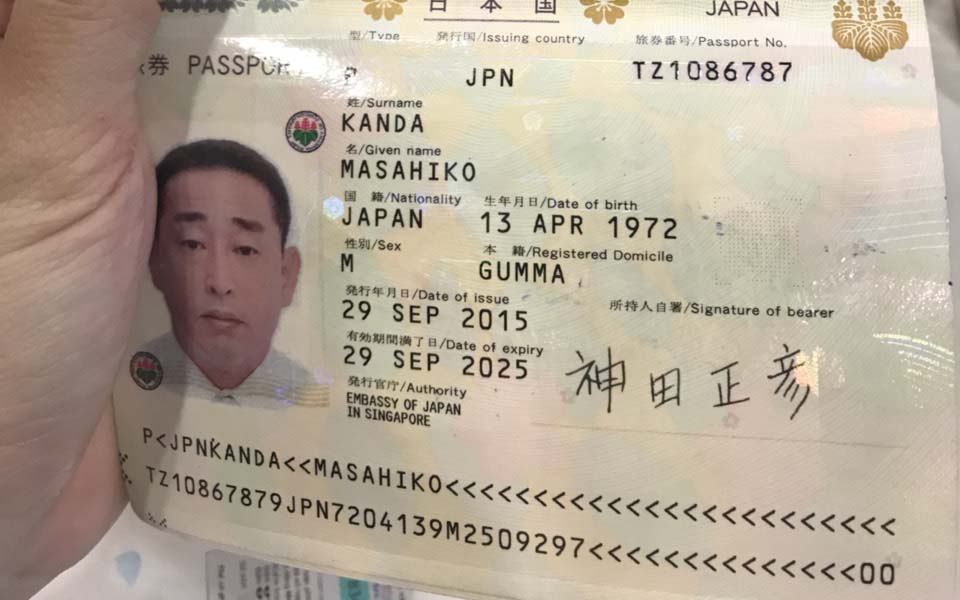 日本国 JAPAN
型/Type 発行国/Issuing country 旅券番号/Passport No.
券 PASSPORT P JPN TZ1086787
姓/Surname
KANDA
名/Given name
MASAHIKO
国 籍/Nationality 生年月日/Date of birth
JAPAN 13 APR 1972
性別/Sex 本 籍/Registered Domicile
M GUMMA
発行年月日/Date of issue 所持人自署/Signature of bearer
29 SEP 2015
有効期間満了日/Date of expiry
29 SEP 2025
神田正彦
発行官庁/Authority
EMBASSY OF JAPAN
IN SINGAPORE
P<JPNKANDA<<MASAHIKO<<<<<<<<<<<<<<<<<<<<<<<<
TZ10867879JPN7204139M2509297<<<<<<<<<<<<<<00